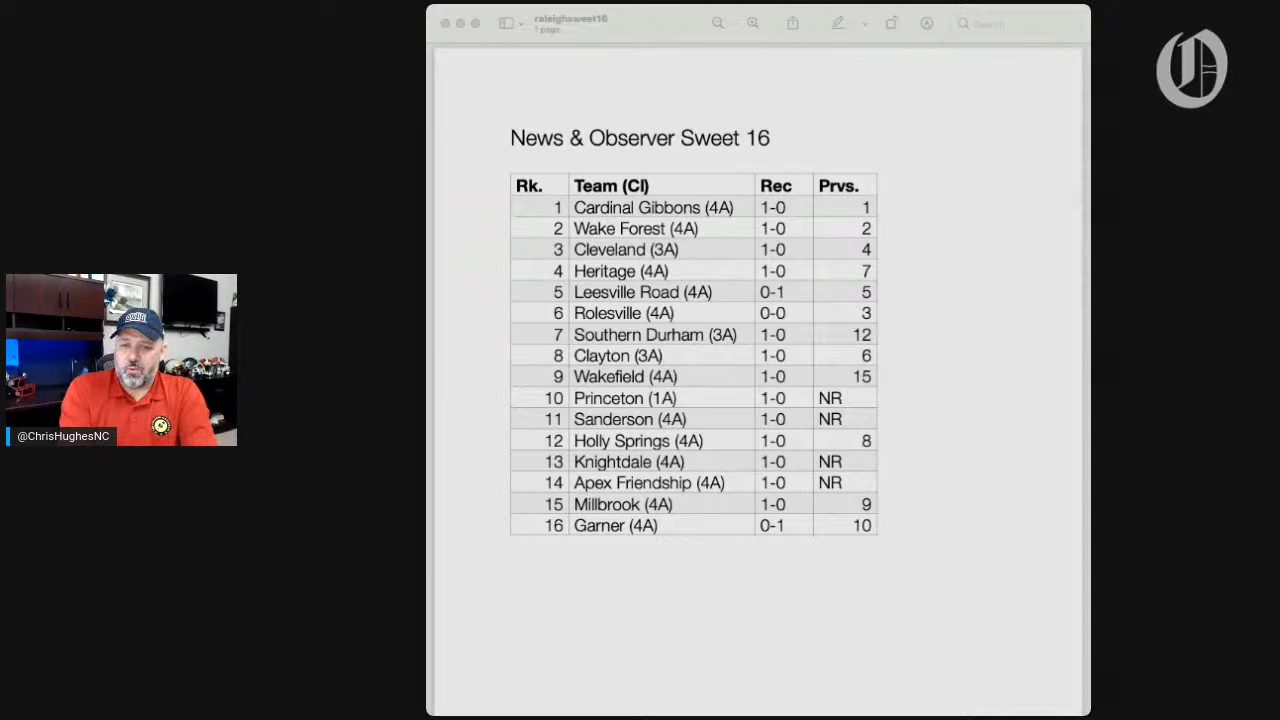 raleighsweet16
1 page
Search
News & Observer Sweet 16
Rk. Team (Cl) Rec Prvs.
1 Cardinal Gibbons (4A) 1-0 1
2 Wake Forest (4A) 1-0 2
3 Cleveland (3A) 1-0 4
4 Heritage (4A) 1-0 7
5 Leesville Road (4A) 0-1 5
6 Rolesville (4A) 0-0 3
7 Southern Durham (3A) 1-0 12
8 Clayton (3A) 1-0 6
9 Wakefield (4A) 1-0 15
10 Princeton (1A) 1-0 NR
11 Sanderson (4A) 1-0 NR
12 Holly Springs (4A) 1-0 8
13 Knightdale (4A) 1-0 NR
14 Apex Friendship (4A) 1-0 NR
15 Millbrook (4A) 1-0 9
16 Garner (4A) 0-1 10
@ChrisHughesNC
O